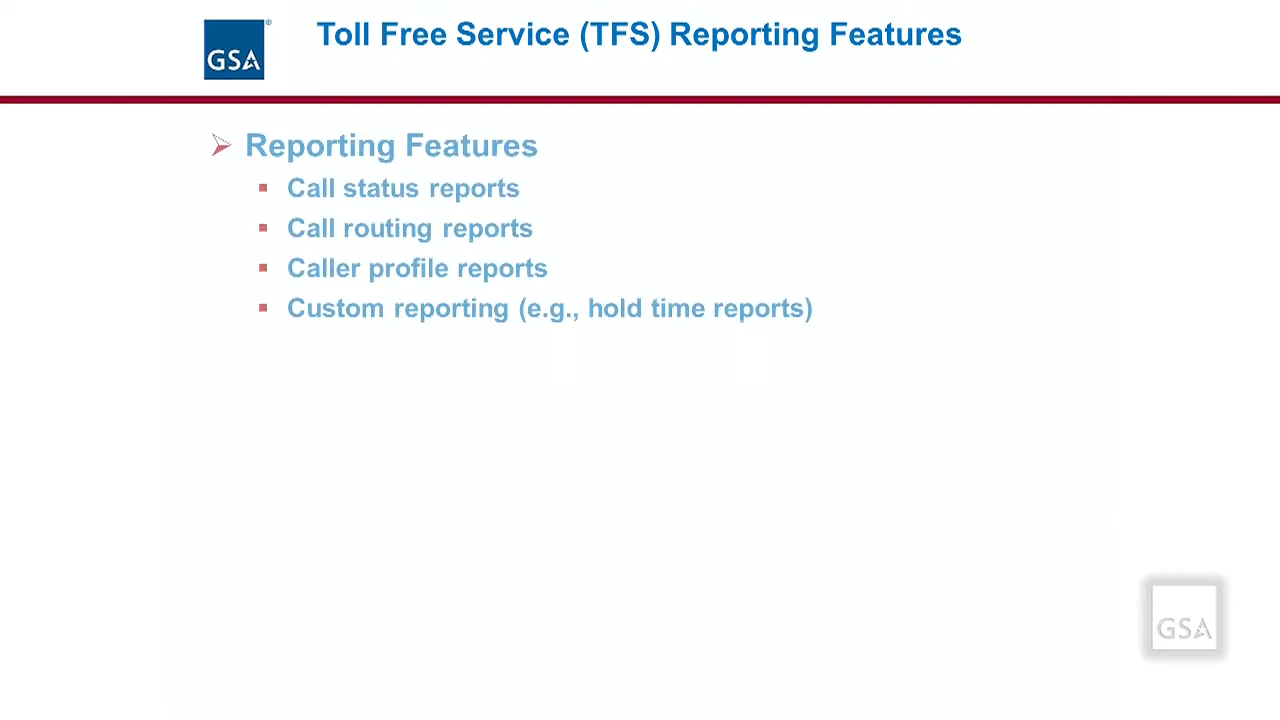 GSA
®
Toll Free Service (TFS) Reporting Features
Reporting Features
Call status reports
Call routing reports
Caller profile reports
Custom reporting (e.g., hold time reports)
GSA